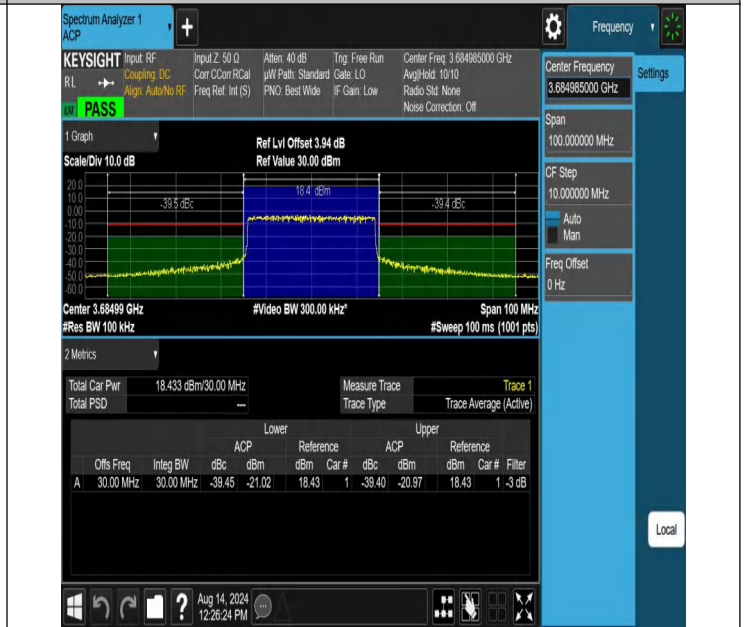 Spectrum Analyzer 1
ACP
Frequency
KEYSIGHT
Input: RF
Coupling: DC
Align: Auto/No RF
RL
PASS
Input Z: 50 Ω
Corr CCorr RCal
Freq Ref: Int (S)
Atten: 40 dB
µW Path: Standard
PNO: Best Wide
Trig: Free Run
Gate: LO
IF Gain: Low
Center Freq: 3.684985000 GHz
Avg|Hold: 10/10
Radio Std: None
Noise Correction: Off
Center Frequency
3.684985000 GHz
Settings
Span
100.000000 MHz
CF Step
10.000000 MHz
Auto
Man
Freq Offset
0 Hz
1 Graph
Scale/Div 10.0 dB
Ref Lvl Offset 3.94 dB
Ref Value 30.00 dBm
20.0
10.0
0.00
-10.0
-20.0
-30.0
-40.0
-50.0
-60.0
-39.5 dBc
18.4 dBm
-39.4 dBc
Center 3.68499 GHz
#Video BW 300.00 kHz*
Span 100 MHz
#Res BW 100 kHz
#Sweep 100 ms (1001 pts)
2 Metrics
Total Car Pwr 18.433 dBm/30.00 MHz
Total PSD ---
Measure Trace Trace 1
Trace Type Trace Average (Active)
Lower Upper
ACP Reference ACP Reference
Offs Freq Integ BW dBc dBm dBm Car # dBc dBm dBm Car # Filter
A 30.00 MHz 30.00 MHz -39.45 -21.02 18.43 1 -39.40 -20.97 18.43 1 -3 dB
Local
?
Aug 14, 2024
12:26:24 PM